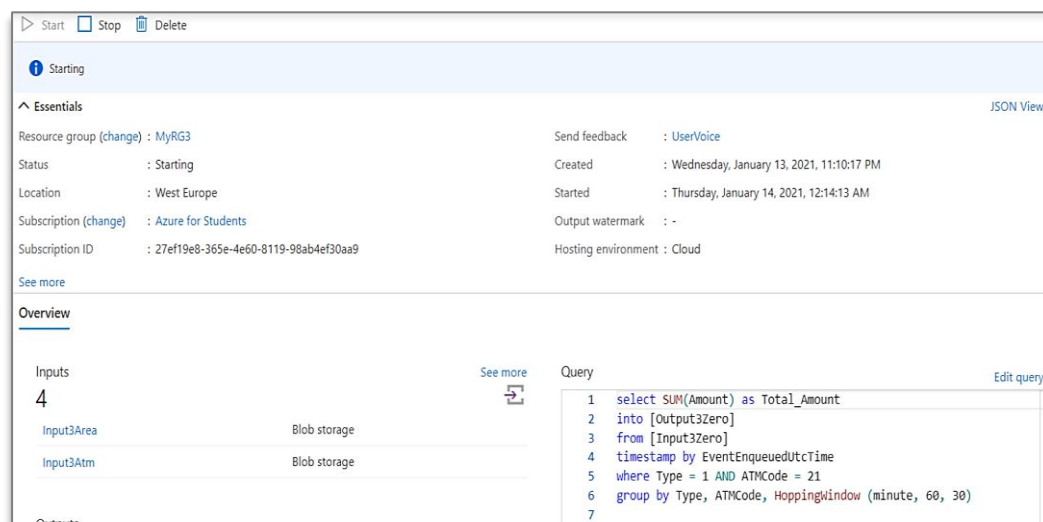 Start Stop Delete
Starting
Essentials JSON View
Resource group (change) : MyRG3 Send feedback : UserVoice
Status : Starting Created : Wednesday, January 13, 2021, 11:10:17 PM
Location : West Europe Started : Thursday, January 14, 2021, 12:14:13 AM
Subscription (change) : Azure for Students Output watermark : -
Subscription ID : 27ef19e8-365e-4e60-8119-98ab4ef30aa9 Hosting environment : Cloud
See more
Overview
Inputs See more
4
Input3Area Blob storage
Input3Atm Blob storage
Query Edit query
1 select SUM(Amount) as Total_Amount
2 into [Output3Zero]
3 from [Input3Zero]
4 timestamp by EventEnqueuedUtcTime
5 where Type = 1 AND ATMCode = 21
6 group by Type, ATMCode, HoppingWindow (minute, 60, 30)
7